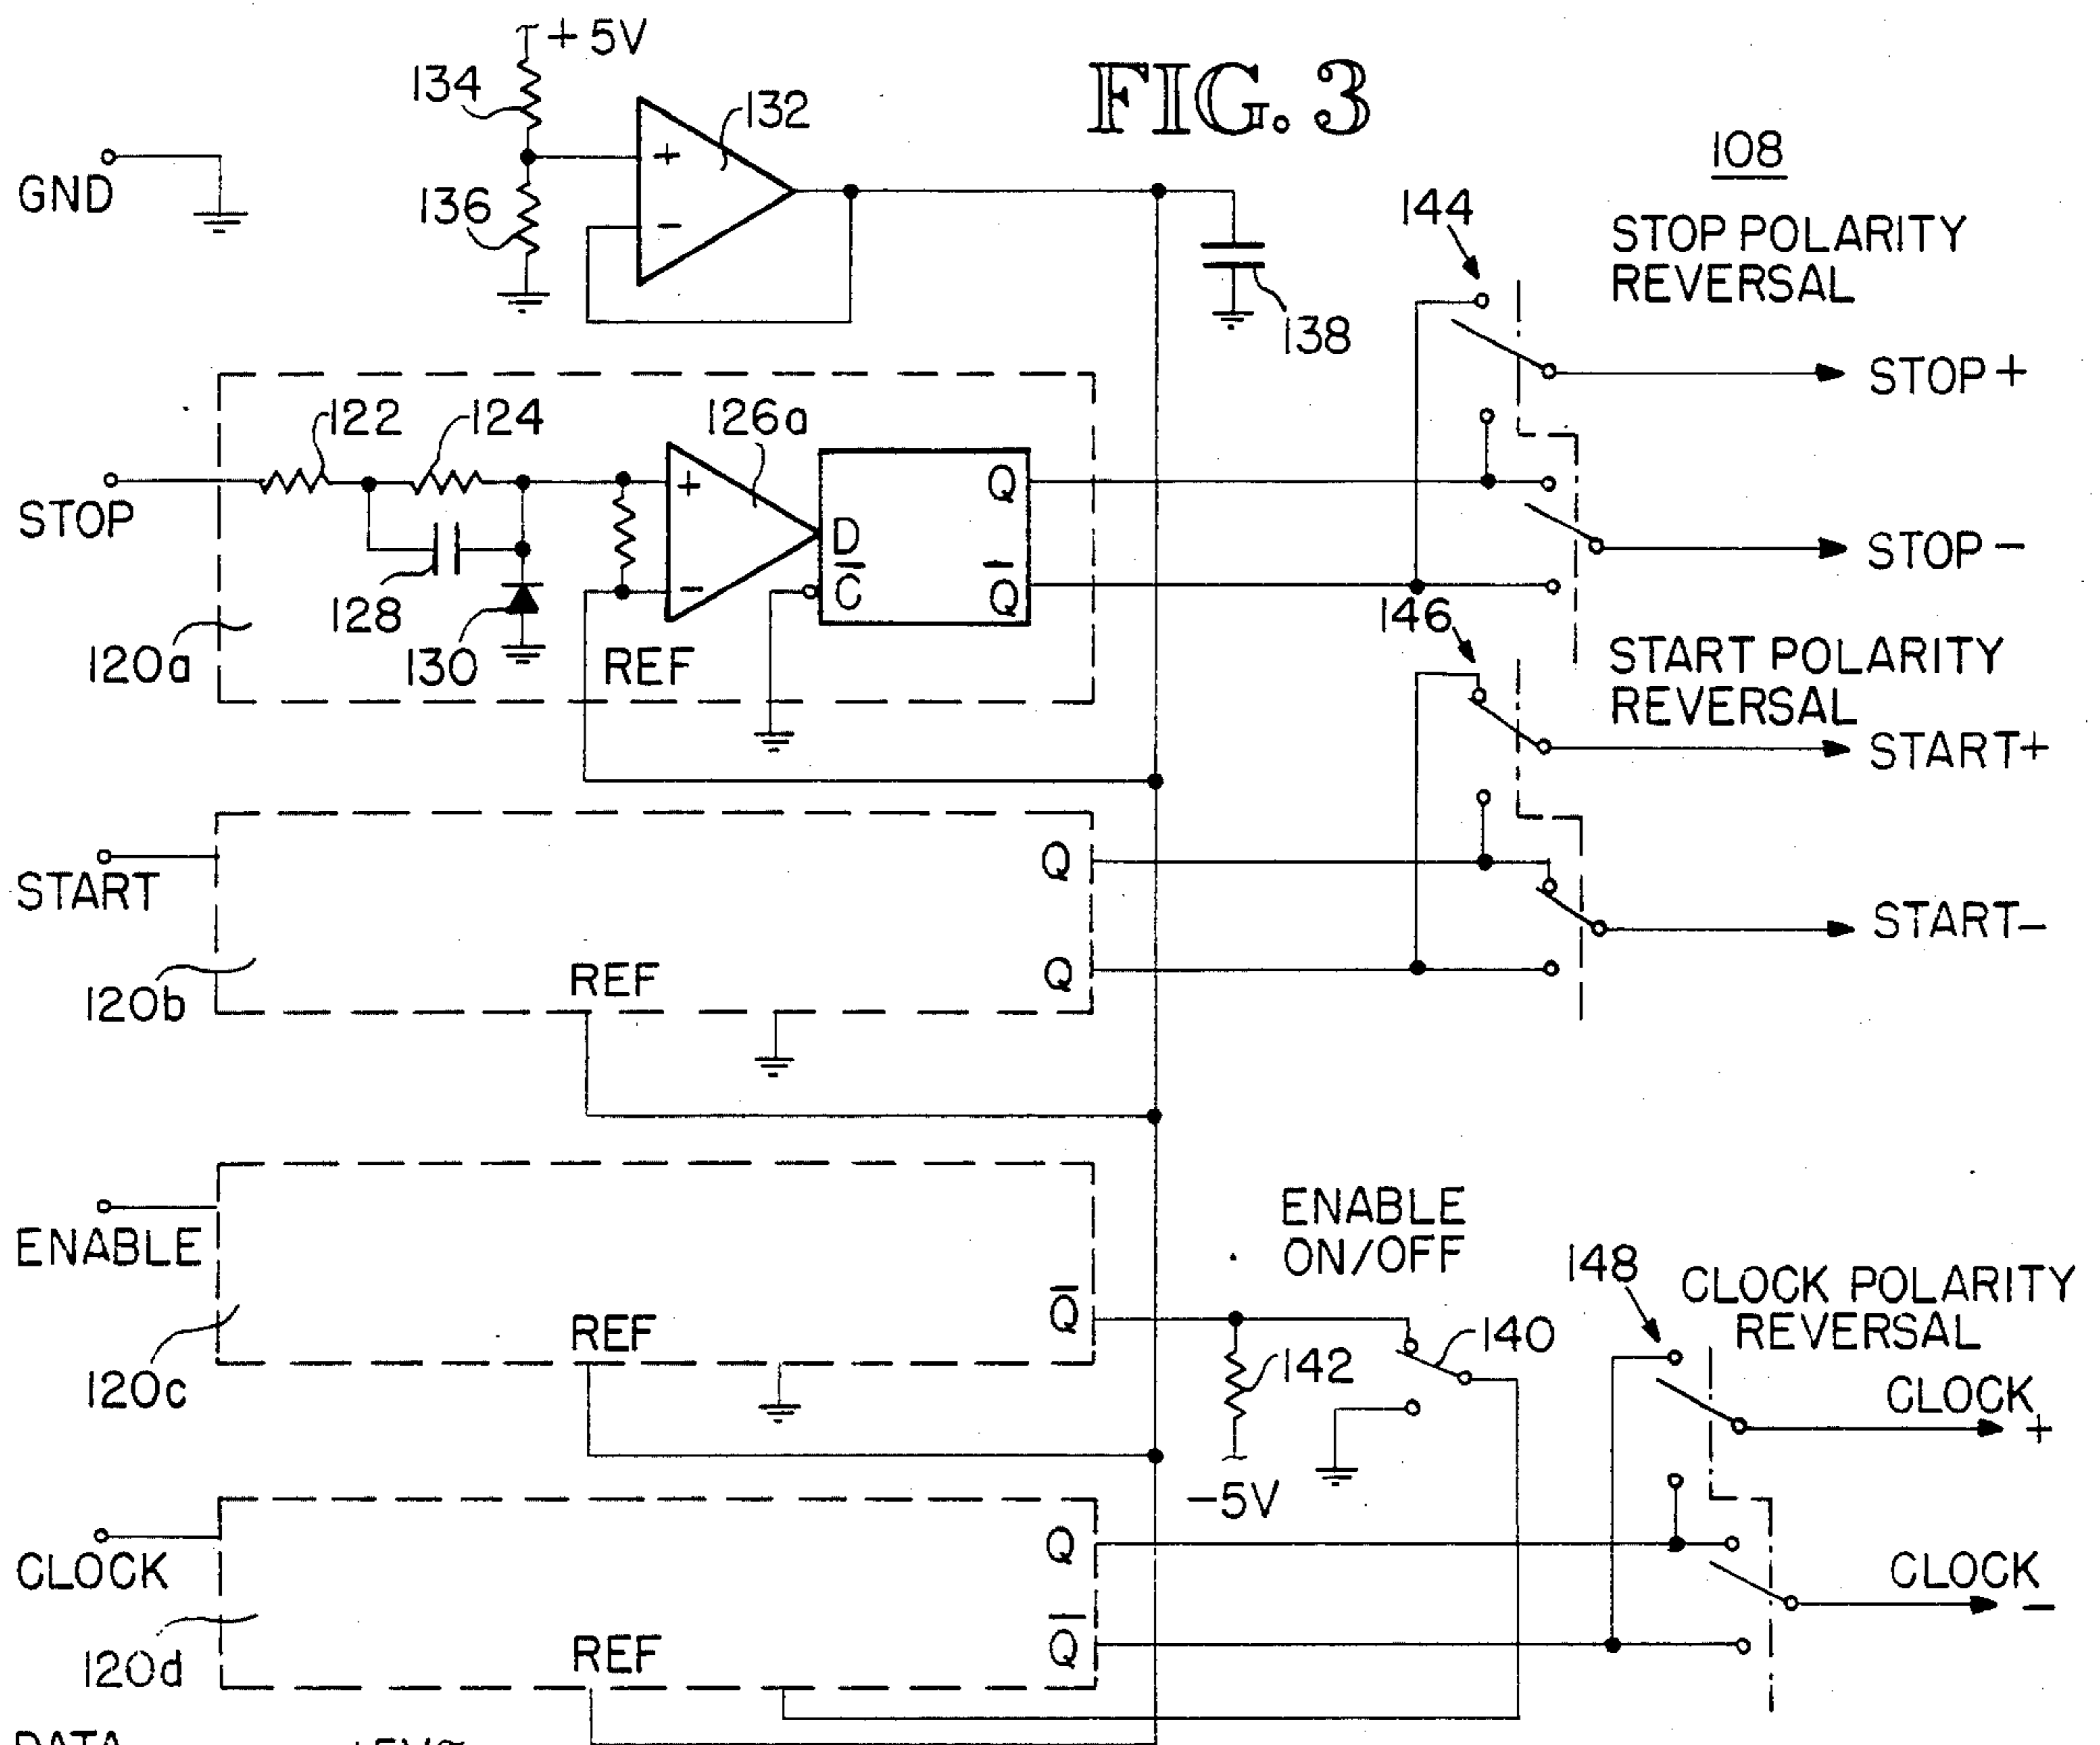 +5V
134
132
FIG. 3
108
GND
+
136
−
144
STOP POLARITY
REVERSAL
138
STOP+
122
124
126a
+
Q
STOP
D
STOP−
−
C̅
Q̅
128
146
120a
130
REF
START POLARITY
REVERSAL
START+
START
Q
START−
REF
Q
120b
ENABLE
ON/OFF
ENABLE
148
CLOCK POLARITY
REVERSAL
Q̅
REF
140
142
120c
CLOCK
+
−5V
Q
CLOCK
CLOCK
−
REF
Q̅
120d
DATA